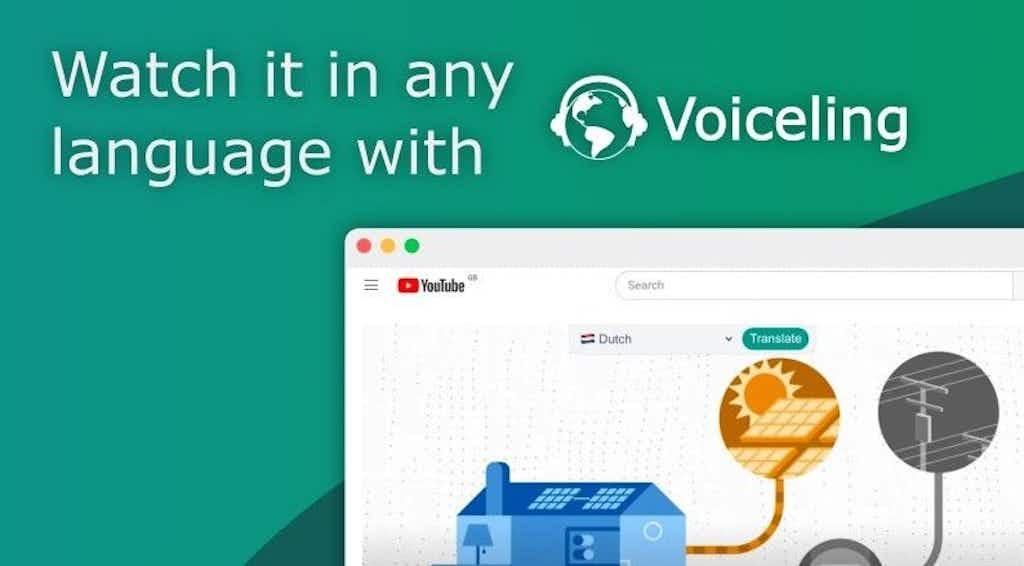 Watch it in any
language with
Voiceling
YouTube GB
Search
Dutch
Translate